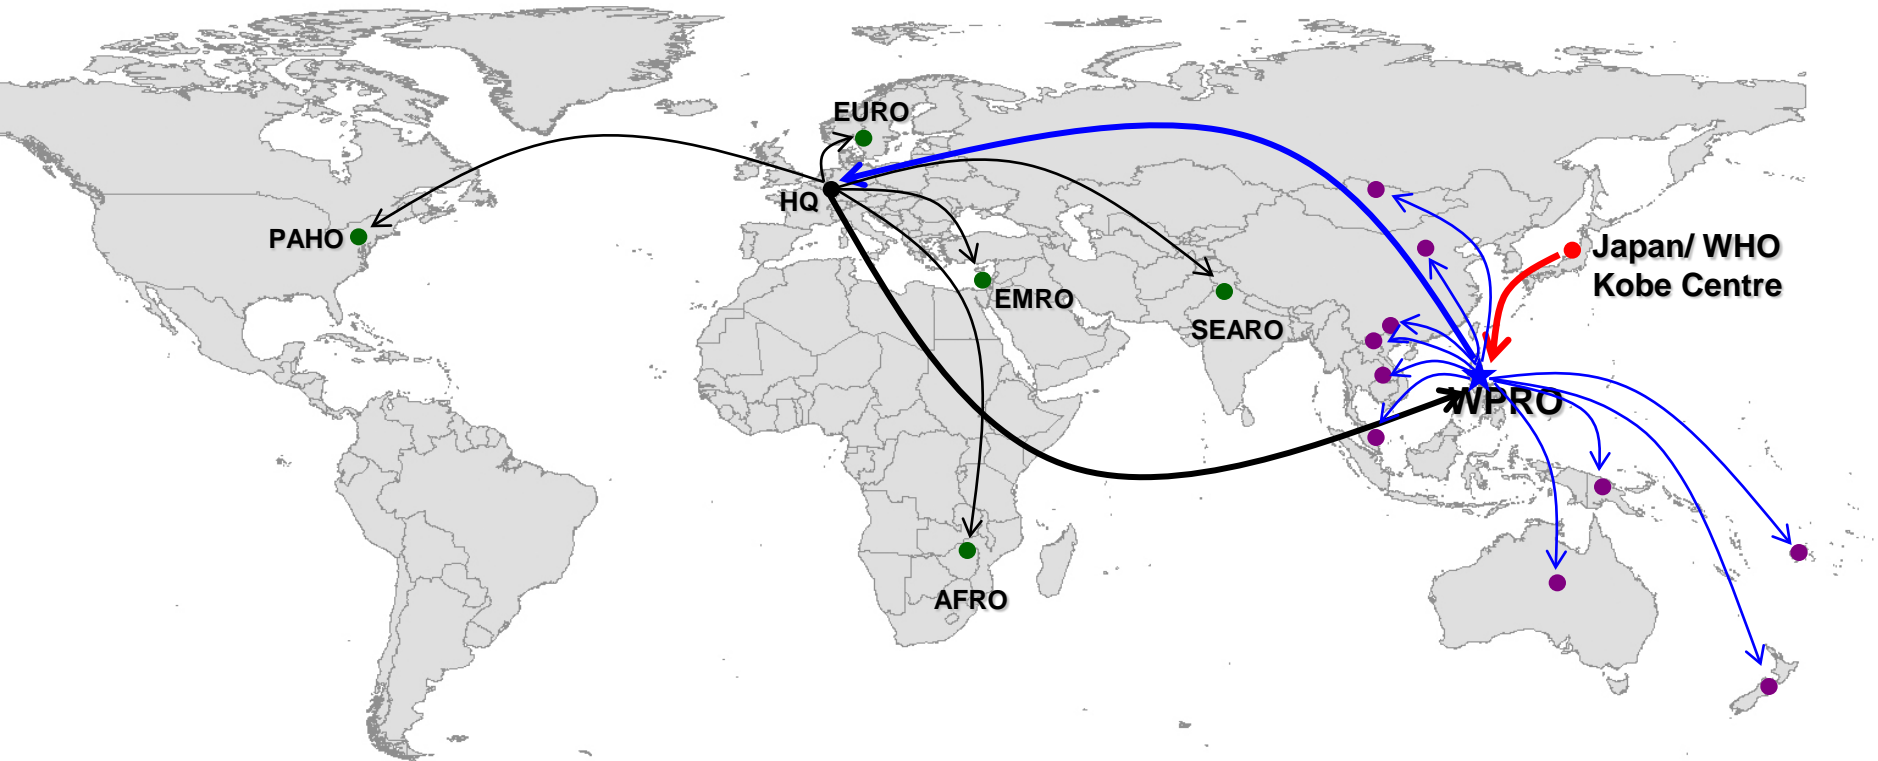 EURO
HQ
PAHO
Japan/ WHO
Kobe Centre
EMRO
SEARO
WPRO
AFRO